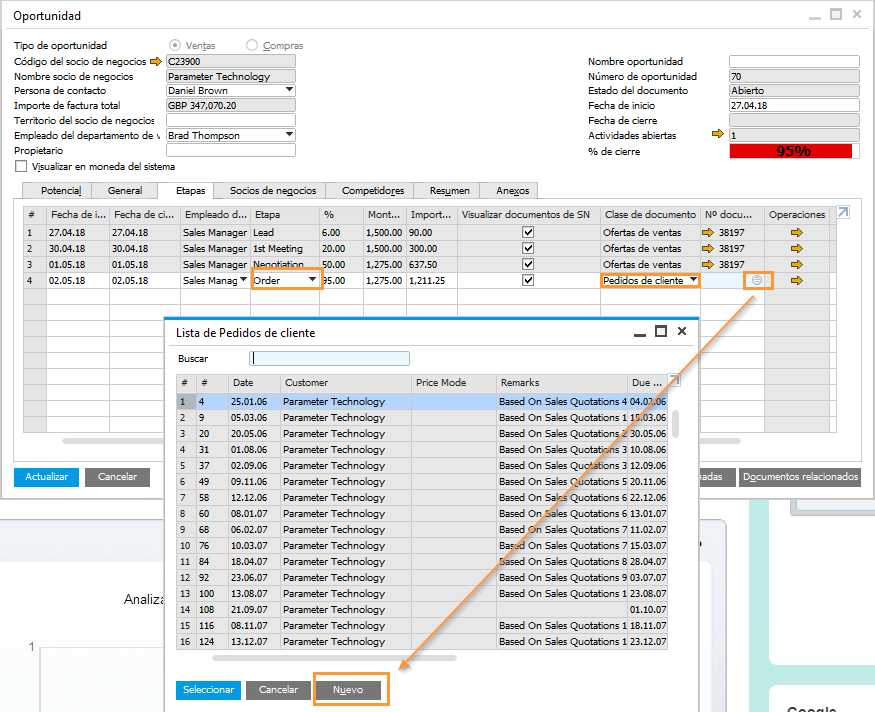 Oportunidad
Tipo de oportunidad Ventas Compras
Código del socio de negocios C23900 Nombre oportunidad
Nombre socio de negocios Parameter Technology Número de oportunidad 70
Persona de contacto Daniel Brown Estado del documento Abierto
Importe de factura total GBP 347,070.20 Fecha de inicio 27.04.18
Territorio del socio de negocios Fecha de cierre
Empleado del departamento de v Brad Thompson Actividades abiertas 1
Propietario % de cierre 95%
Visualizar en moneda del sistema
Potencial General Etapas Socios de negocios Competidores Resumen Anexos
# Fecha de i... Fecha de ci... Empleado d... Etapa % Mont... Import... Visualizar documentos de SN Clase de documento Nº docu... Operaciones
1 27.04.18 27.04.18 Sales Manager Lead 6.00 1,500.00 90.00 Ofertas de ventas 38197
2 30.04.18 30.04.18 Sales Manager 1st Meeting 20.00 1,500.00 300.00 Ofertas de ventas 38197
3 01.05.18 01.05.18 Sales Manager Negotiation 50.00 1,275.00 637.50 Ofertas de ventas 38197
4 02.05.18 02.05.18 Sales Manag Order 95.00 1,275.00 1,211.25 Pedidos de cliente
Lista de Pedidos de cliente
Buscar
# # Date Customer Price Mode Remarks Due ...
1 4 25.01.06 Parameter Technology Based On Sales Quotations 4 04.02.06
2 9 05.03.06 Parameter Technology Based On Sales Quotations 1 15.03.06
3 20 20.05.06 Parameter Technology Based On Sales Quotations 2 30.05.06
4 31 01.08.06 Parameter Technology Based On Sales Quotations 3 10.08.06
5 37 02.09.06 Parameter Technology Based On Sales Quotations 3 12.09.06
6 49 09.11.06 Parameter Technology Based On Sales Quotations 5 20.11.06
7 58 12.12.06 Parameter Technology Based On Sales Quotations 6 22.12.06
8 60 08.01.07 Parameter Technology Based On Sales Quotations 6 13.01.07
9 68 06.02.07 Parameter Technology Based On Sales Quotations 7 11.02.07
10 76 10.03.07 Parameter Technology Based On Sales Quotations 7 15.03.07
11 84 18.04.07 Parameter Technology Based On Sales Quotations 8 28.04.07
12 92 23.06.07 Parameter Technology Based On Sales Quotations 9 03.07.07
13 100 13.08.07 Parameter Technology Based On Sales Quotations 1 23.08.07
14 108 21.09.07 Parameter Technology 01.10.07
15 116 08.11.07 Parameter Technology Based On Sales Quotations 1 18.11.07
16 124 13.12.07 Parameter Technology Based On Sales Quotations 1 23.12.07
Seleccionar Cancelar Nuevo
Actualizar Cancelar nadas Documentos relacionados
Analiza
1
Google